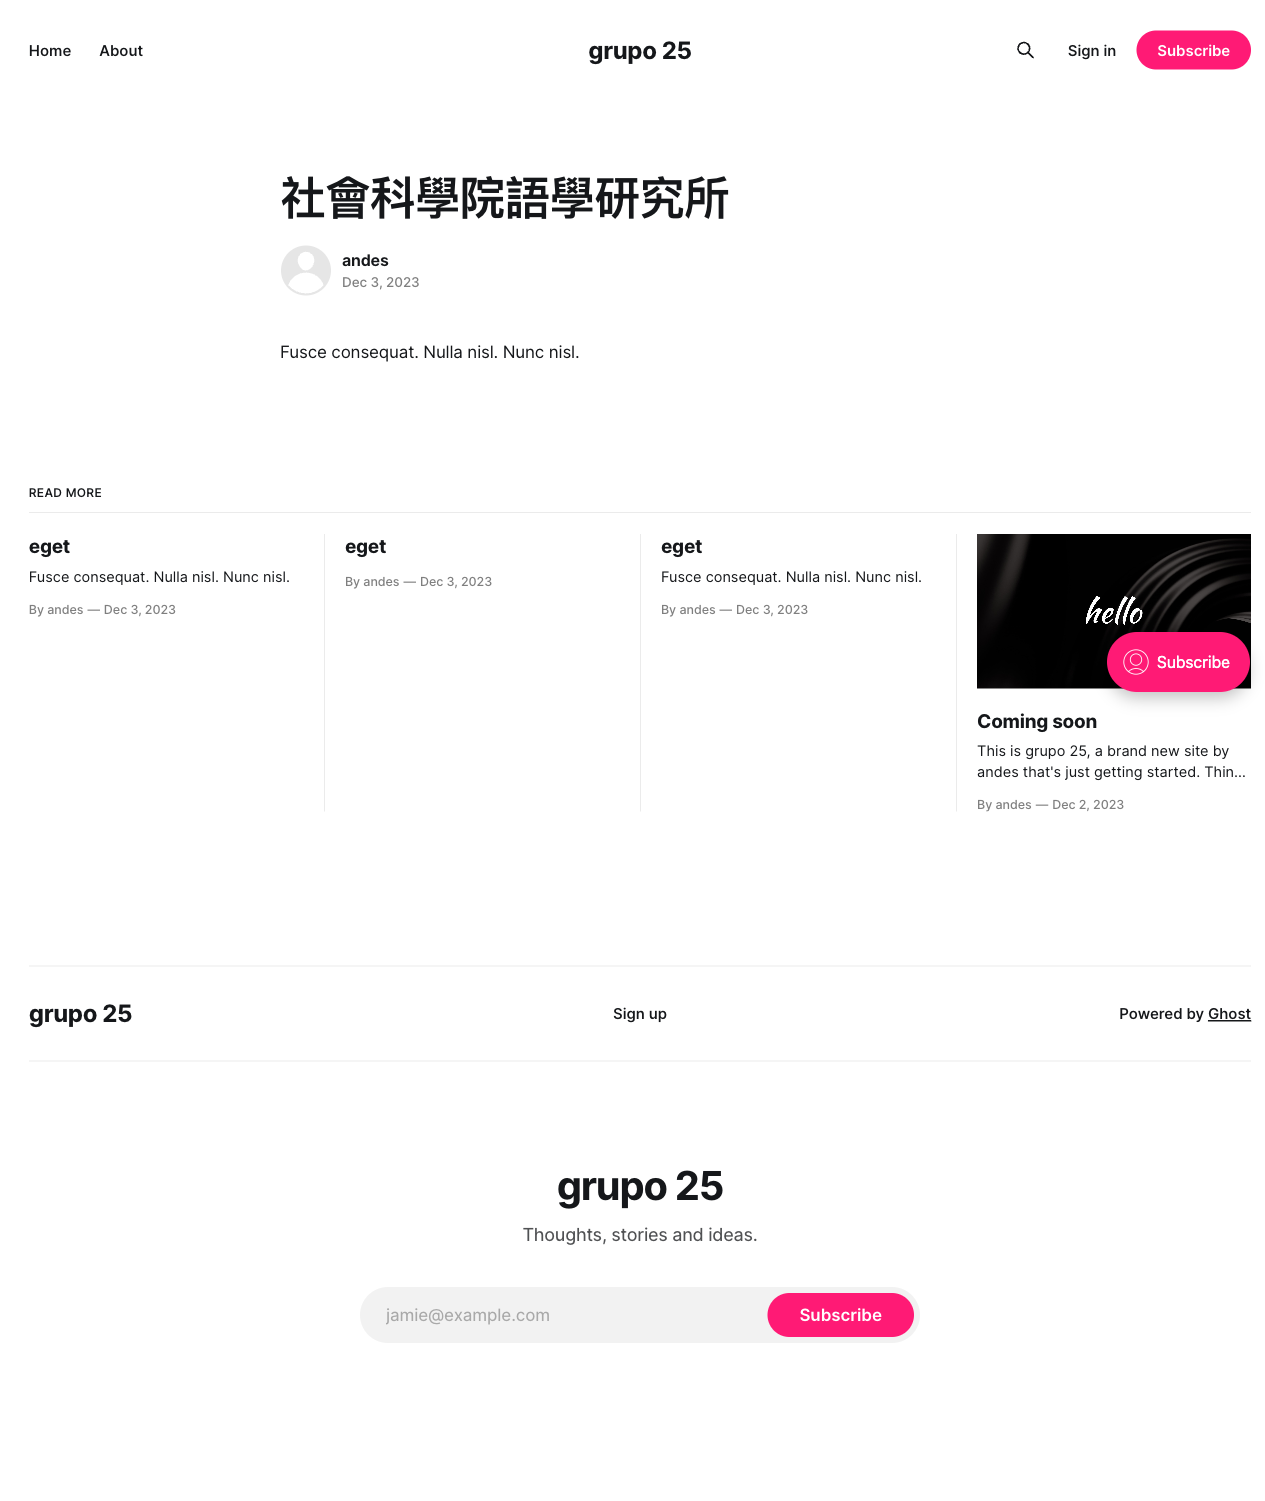 Home
About
grupo 25
Sign in
Subscribe
社會科學院語學研究所
andes
Dec 3, 2023
Fusce consequat. Nulla nisl. Nunc nisl.
READ MORE
eget
Fusce consequat. Nulla nisl. Nunc nisl.
By andes — Dec 3, 2023
eget
By andes — Dec 3, 2023
eget
Fusce consequat. Nulla nisl. Nunc nisl.
By andes — Dec 3, 2023
hello
Subscribe
Coming soon
This is grupo 25, a brand new site by
andes that's just getting started. Thin...
By andes — Dec 2, 2023
grupo 25
Sign up
Powered by Ghost
grupo 25
Thoughts, stories and ideas.
jamie@example.com
Subscribe